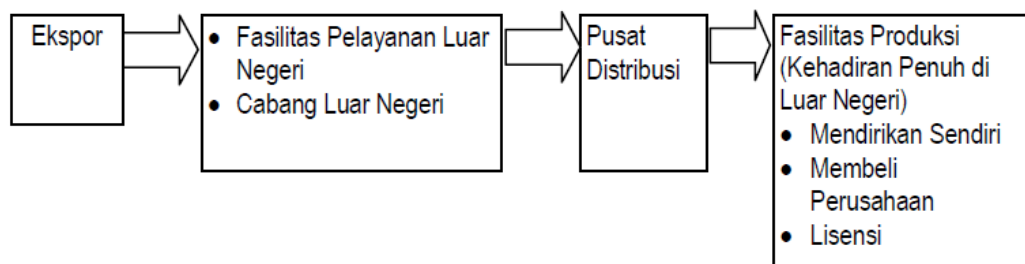 Ekspor
• Fasilitas Pelayanan Luar
Negeri
• Cabang Luar Negeri
Pusat
Distribusi
Fasilitas Produksi
(Kehadiran Penuh di
Luar Negeri)
• Mendirikan Sendiri
• Membeli
Perusahaan
• Lisensi